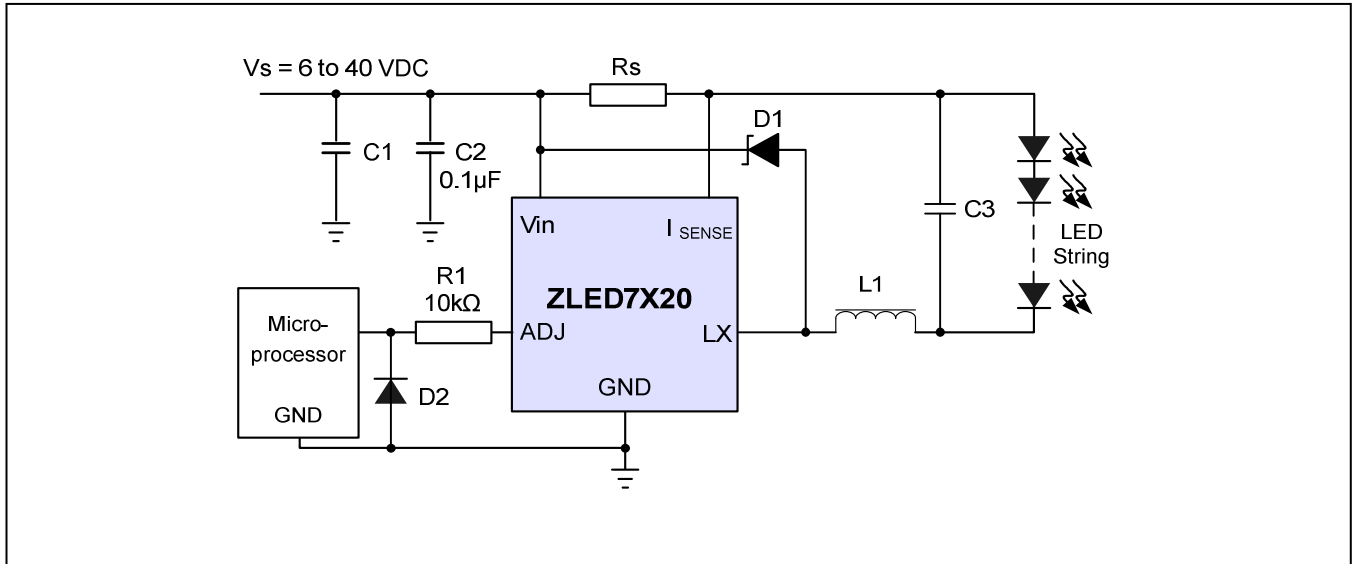 Vs = 6 to 40 VDC
Rs
D1
C1
C2
0.1µF
C3
Vin
I SENSE
LED
String
R1
10kΩ
L1
ZLED7X20
Micro-
processor
ADJ
LX
GND
D2
GND